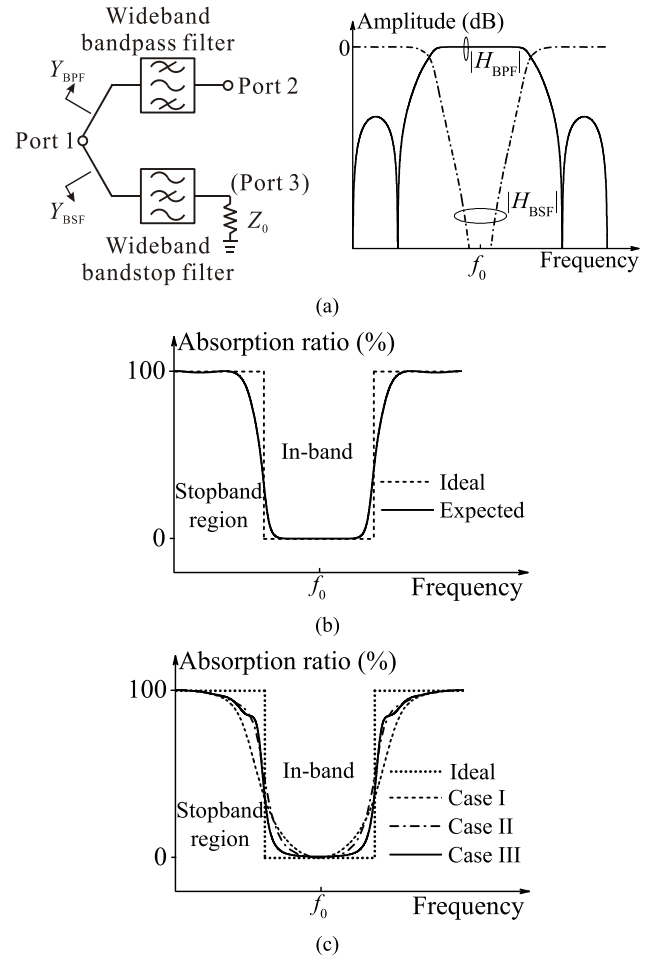 Wideband
bandpass filter
Y_BPF
Port 2
Port 1
Y_BSF
(Port 3)
Z_0
Wideband
bandstop filter
Amplitude (dB)
0
|H_BPF|
|H_BSF|
f_0
Frequency
(a)
Absorption ratio (%)
100
In-band
Stopband
region
Ideal
Expected
0
f_0
Frequency
(b)
Absorption ratio (%)
100
In-band
Stopband
region
Ideal
Case I
Case II
Case III
0
f_0
Frequency
(c)